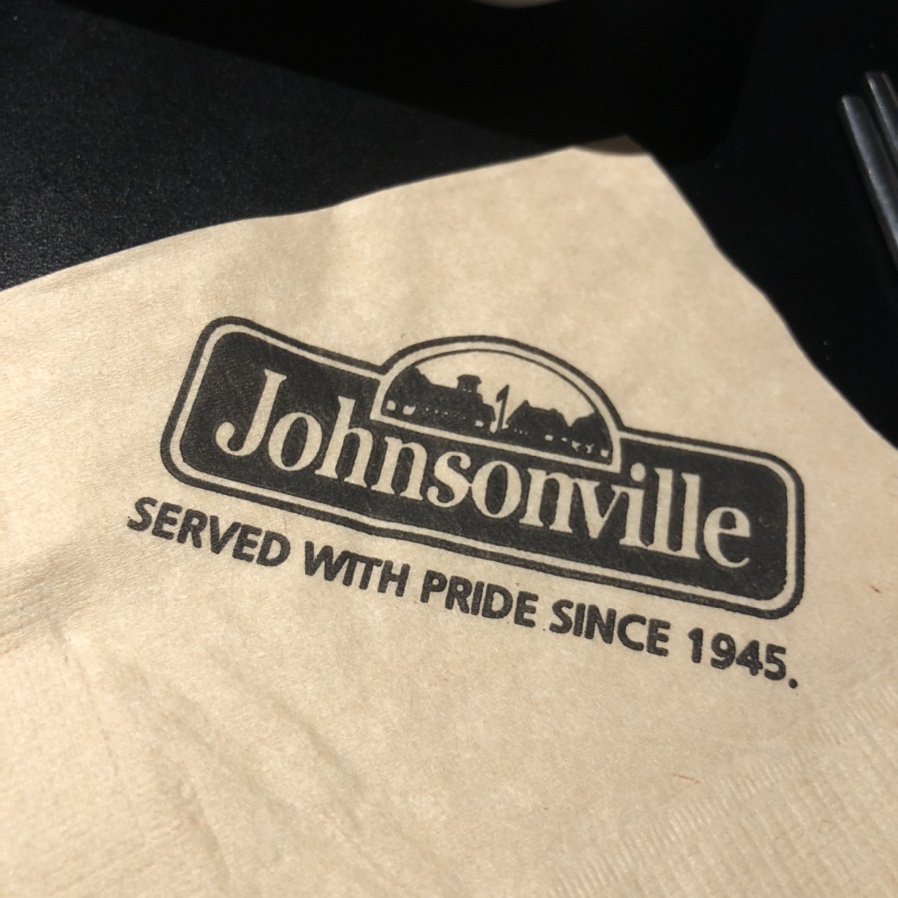 Johnsonville
SERVED WITH PRIDE SINCE 1945.